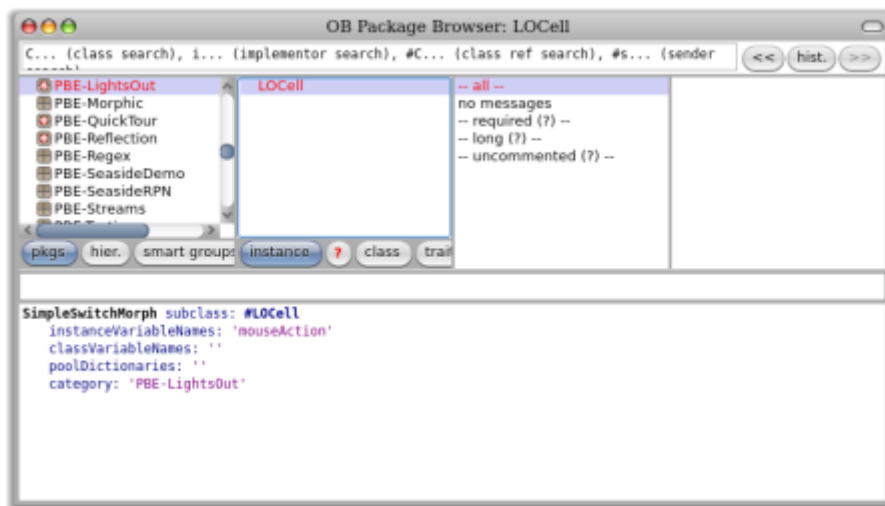 OB Package Browser: LOCell
C... (class search), i... (implementor search), #C... (class ref search), #s... (sender
<< hist. >>
PBE-LightsOut
PBE-Morphic
PBE-QuickTour
PBE-Reflection
PBE-Regex
PBE-SeasideDemo
PBE-SeasideRPN
PBE-Streams
LOCell
-- all --
no messages
-- required (?) --
-- long (?) --
-- uncommented (?) --
pkgs hier. smart groups instance ? class trait
SimpleSwitchMorph subclass: #LOCell
instanceVariableNames: 'mouseAction'
classVariableNames: ''
poolDictionaries: ''
category: 'PBE-LightsOut'